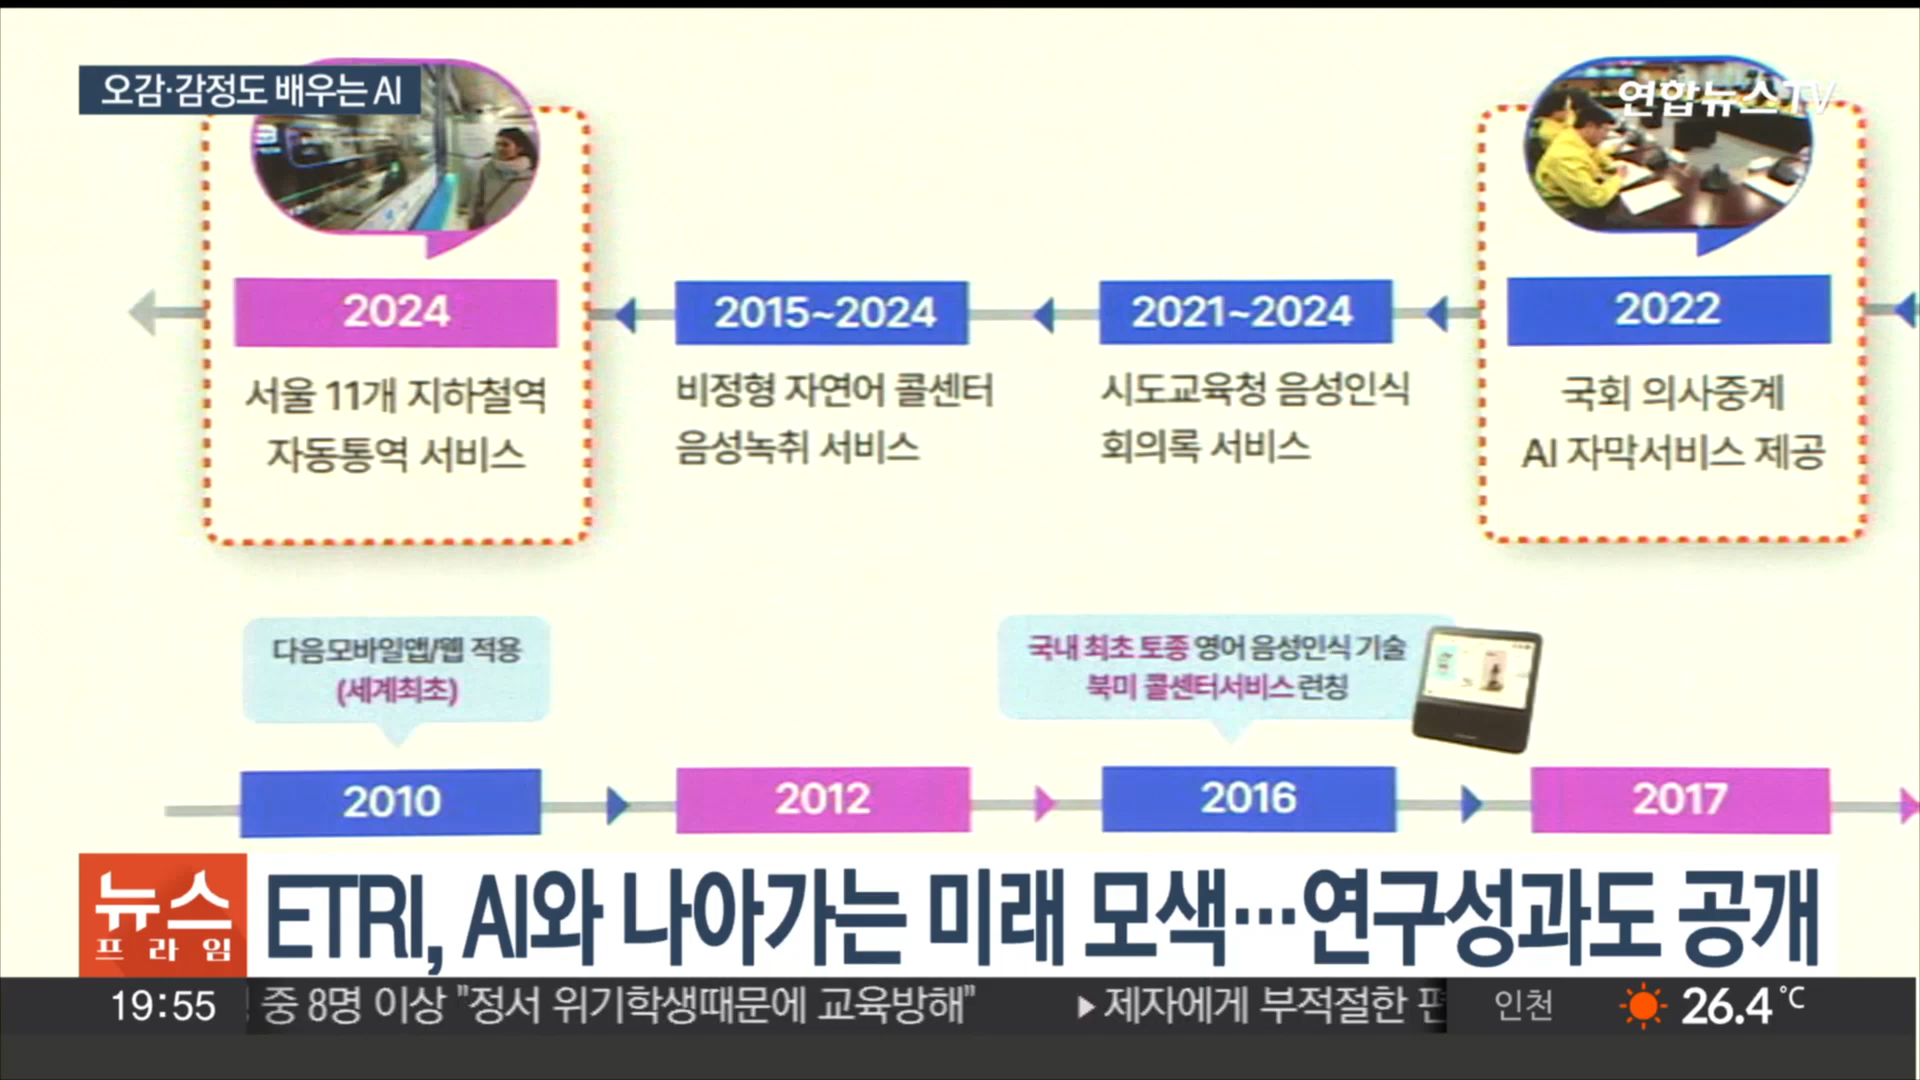 오감·감정도 배우는 AI
연합뉴스TV
2024
서울 11개 지하철역
자동통역 서비스
2015~2024
비정형 자연어 콜센터
음성녹취 서비스
2021~2024
시도교육청 음성인식
회의록 서비스
2022
국회 의사중계
AI 자막서비스 제공
다음모바일앱/웹 적용
(세계최초)
국내 최초 토종 영어 음성인식 기술
북미 콜센터서비스 런칭
2010
2012
2016
2017
뉴스
프라임
ETRI, AI와 나아가는 미래 모색…연구성과도 공개
19:55
중 8명 이상 "정서 위기학생때문에 교육방해"
▶제자에게 부적절한
인천
26.4℃